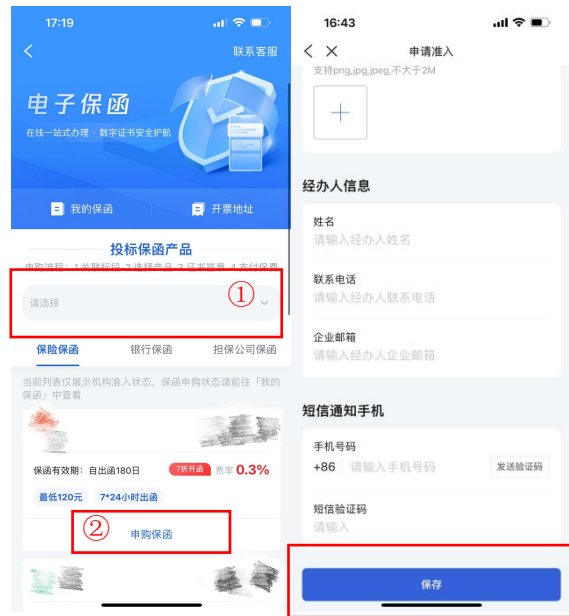 17:19
联系客服
电子保函
在线一站式办理·数字证书安全护航
我的保函
开票地址
投标保函产品
申购流程：1.关联标段-2.选择产品-3.证书签章-4.支付保费
请选择
①
保险保函
银行保函
担保公司保函
当前列表仅展示机构准入状态，保函申购状态请前往「我的
保函」中查看
保函有效期：自出函180日
7折开函
费率 0.3%
最低120元
7*24小时出函
②
申购保函
16:43
申请准入
支持png,jpg,jpeg,不大于2M
经办人信息
姓名
请输入经办人姓名
联系电话
请输入经办人联系电话
企业邮箱
请输入经办人企业邮箱
短信通知手机
手机号码
+86
请输入手机号码
发送验证码
短信验证码
请输入
保存